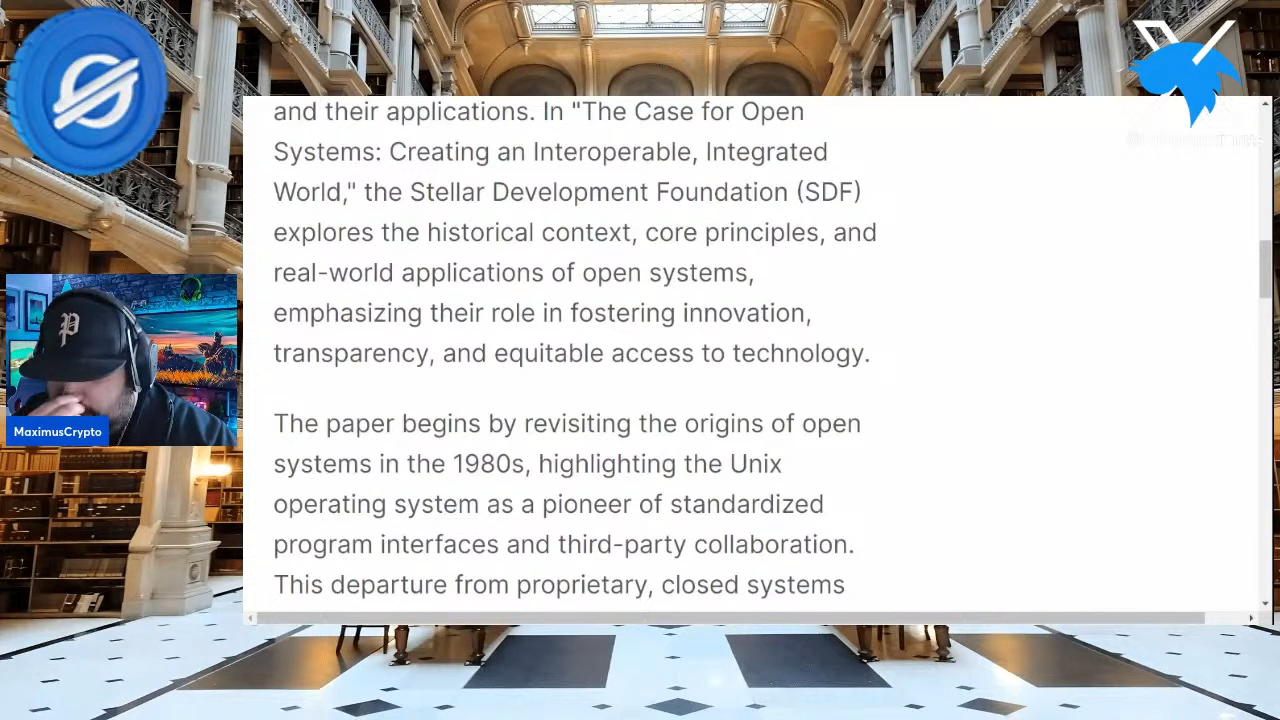 and their applications. In "The Case for Open
Systems: Creating an Interoperable, Integrated
World," the Stellar Development Foundation (SDF)
explores the historical context, core principles, and
real-world applications of open systems,
emphasizing their role in fostering innovation,
transparency, and equitable access to technology.
The paper begins by revisiting the origins of open
systems in the 1980s, highlighting the Unix
operating system as a pioneer of standardized
program interfaces and third-party collaboration.
This departure from proprietary, closed systems
MaximusCrypto